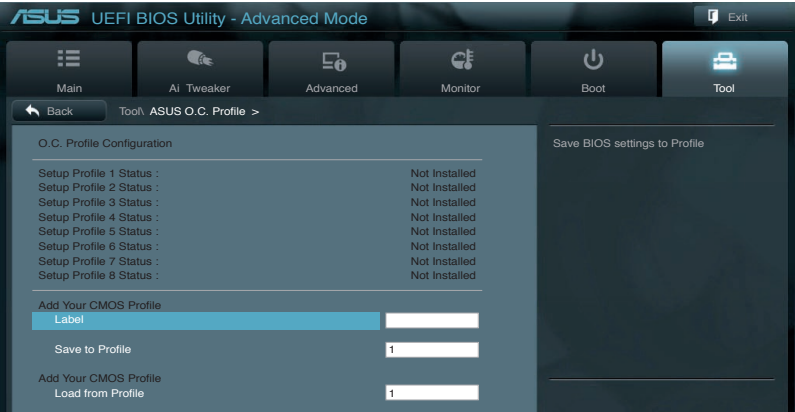 ASUS UEFI BIOS Utility - Advanced Mode
Exit
Main
Ai Tweaker
Advanced
Monitor
Boot
Tool
Back
Tool\ ASUS O.C. Profile >
O.C. Profile Configuration
Setup Profile 1 Status : Not Installed
Setup Profile 2 Status : Not Installed
Setup Profile 3 Status : Not Installed
Setup Profile 4 Status : Not Installed
Setup Profile 5 Status : Not Installed
Setup Profile 6 Status : Not Installed
Setup Profile 7 Status : Not Installed
Setup Profile 8 Status : Not Installed
Add Your CMOS Profile
Label
Save to Profile 1
Add Your CMOS Profile
Load from Profile 1
Save BIOS settings to Profile